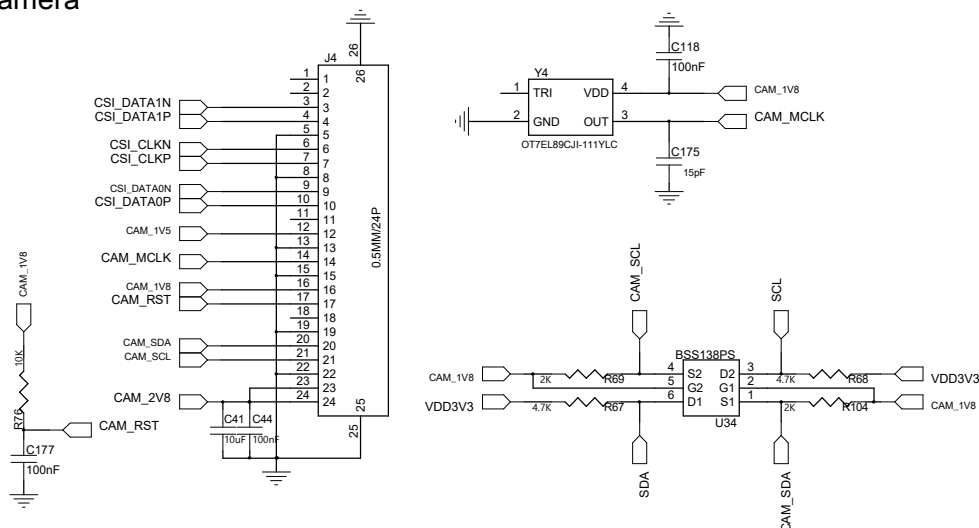 amera
J4
26
26
1 1
2 2
CSI_DATA1N 3 3
CSI_DATA1P 4 4
5 5
CSI_CLKN 6 6
CSI_CLKP 7 7
8 8
CSI_DATA0N 9 9
CSI_DATA0P 10 10
11 11
CAM_1V5 12 12
13 13
CAM_MCLK 14 14
15 15
CAM_1V8 16 16
CAM_RST 17 17
18 18
19 19
CAM_SDA 20 20
CAM_SCL 21 21
22 22
23 23
CAM_2V8 24 24
25
25
0.5MM/24P
C41
10uF
C44
100nF
CAM_1V8
10K
R76
CAM_RST
C177
100nF
C118
100nF
Y4
1 TRI VDD 4 CAM_1V8
2 GND OUT 3 CAM_MCLK
OT7EL89CJI-111YLC
C175
15pF
CAM_SCL
SCL
BSS138PS
CAM_1V8 2K R69 4 S2 D2 3 4.7K R68 VDD3V3
5 G2 G1 2
VDD3V3 4.7K R67 6 D1 S1 1 2K R104 CAM_1V8
U34
SDA
CAM_SDA